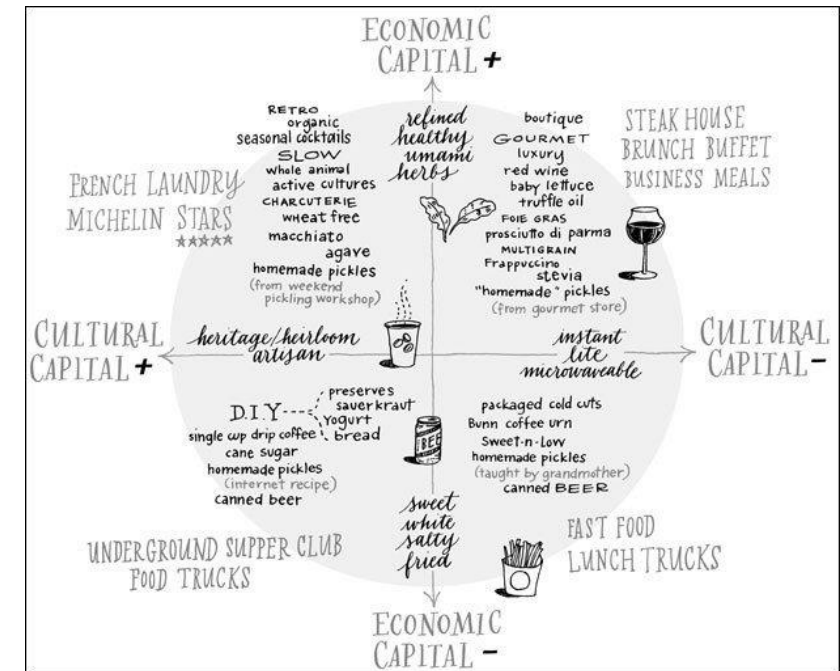 ECONOMIC
CAPITAL +
RETRO
organic
seasonal cocktails
SLOW
whole animal
active cultures
CHARCUTERIE
wheat free
macchiato
agave
homemade pickles
(from weekend
pickling workshop)
refined
healthy
umami
herbs
boutique
GOURMET
luxury
red wine
baby lettuce
truffle oil
FOIE GRAS
prosciutto di parma
MULTIGRAIN
Frappuccino
stevia
"homemade" pickles
(from gourmet store)
STEAK HOUSE
BRUNCH BUFFET
BUSINESS MEALS
FRENCH LAUNDRY
MICHELIN STARS
CULTURAL
CAPITAL +
heritage/heirloom
artisan
instant
lite
microwaveable
CULTURAL
CAPITAL -
D.I.Y
preserves
sauerkraut
Yogurt
bread
single cup drip coffee
cane sugar
homemade pickles
(internet recipe)
canned beer
BEE
packaged cold cuts
Bunn coffee urn
Sweet-n-Low
homemade pickles
(taught by grandmother)
canned BEER
sweet
white
salty
fried
UNDERGROUND SUPPER CLUB
FOOD TRUCKS
FAST FOOD
LUNCH TRUCKS
ECONOMIC
CAPITAL -